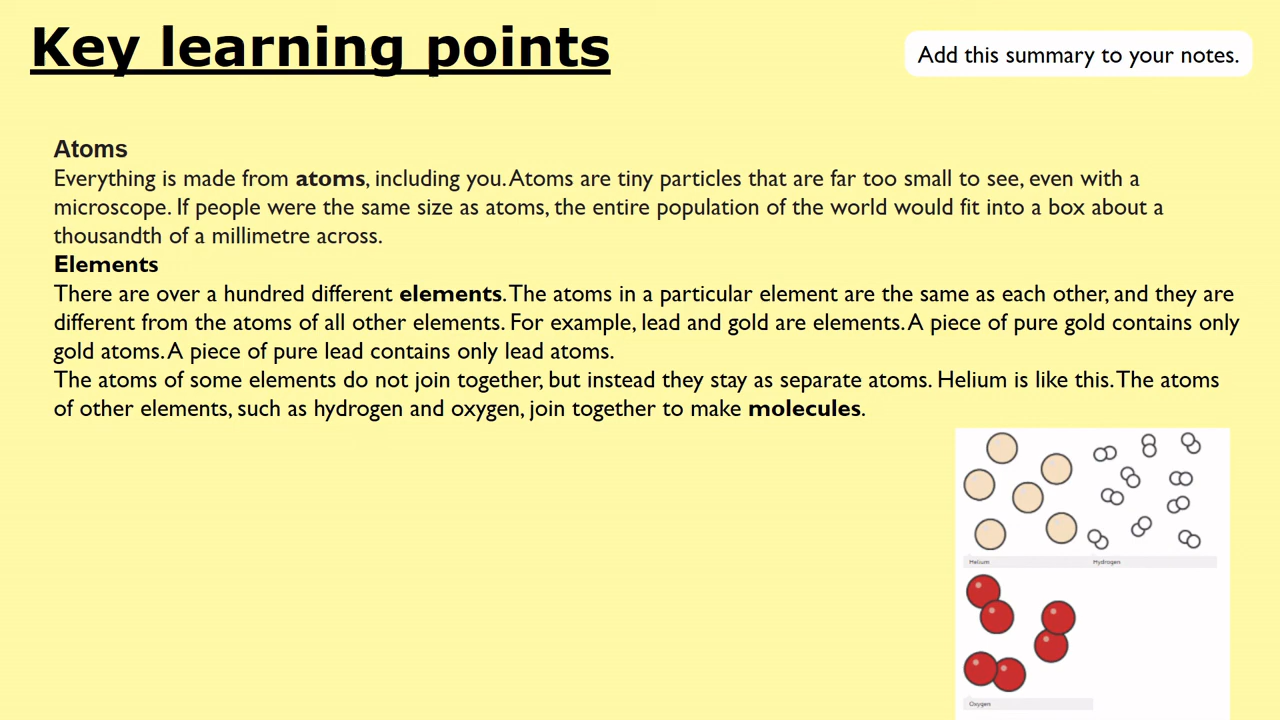 Key learning points
Add this summary to your notes.
Atoms
Everything is made from atoms, including you. Atoms are tiny particles that are far too small to see, even with a
microscope. If people were the same size as atoms, the entire population of the world would fit into a box about a
thousandth of a millimetre across.
Elements
There are over a hundred different elements. The atoms in a particular element are the same as each other, and they are
different from the atoms of all other elements. For example, lead and gold are elements. A piece of pure gold contains only
gold atoms. A piece of pure lead contains only lead atoms.
The atoms of some elements do not join together, but instead they stay as separate atoms. Helium is like this. The atoms
of other elements, such as hydrogen and oxygen, join together to make molecules.
Helium
Hydrogen
Oxygen